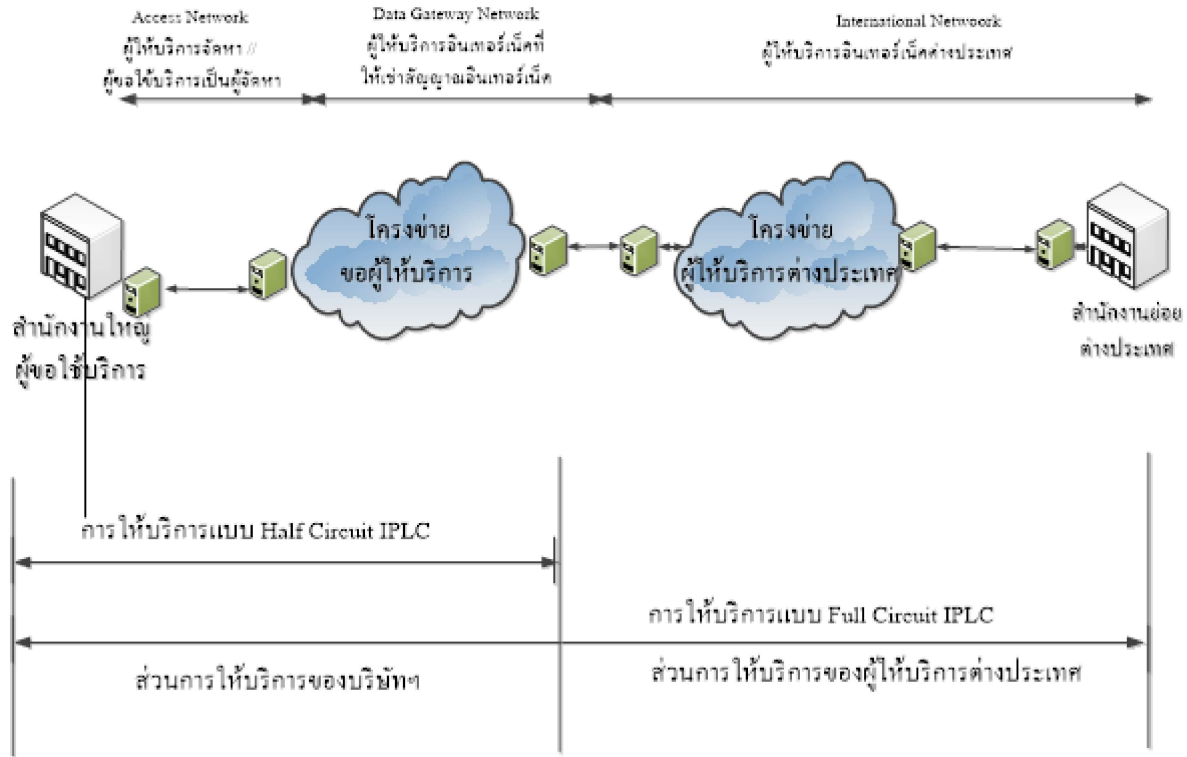 Access Network
ผู้ให้บริการจัดหา //
ผู้ขอใช้บริการเป็นผู้จัดหา
Data Gateway Network
ผู้ให้บริการอินเทอร์เน็ตที่
ให้เช่าสัญญาณอินเทอร์เน็ต
International Netwoork
ผู้ให้บริการอินเทอร์เน็ตต่างประเทศ
โครงข่าย
ขอผู้ให้บริการ
โครงข่าย
ผู้ให้บริการต่างประเทศ
สำนักงานใหญ่
ผู้ขอใช้บริการ
สำนักงานย่อย
ต่างประเทศ
การให้บริการแบบ Half Circuit IPLC
การให้บริการแบบ Full Circuit IPLC
ส่วนการให้บริการของบริษัทฯ
ส่วนการให้บริการของผู้ให้บริการต่างประเทศ